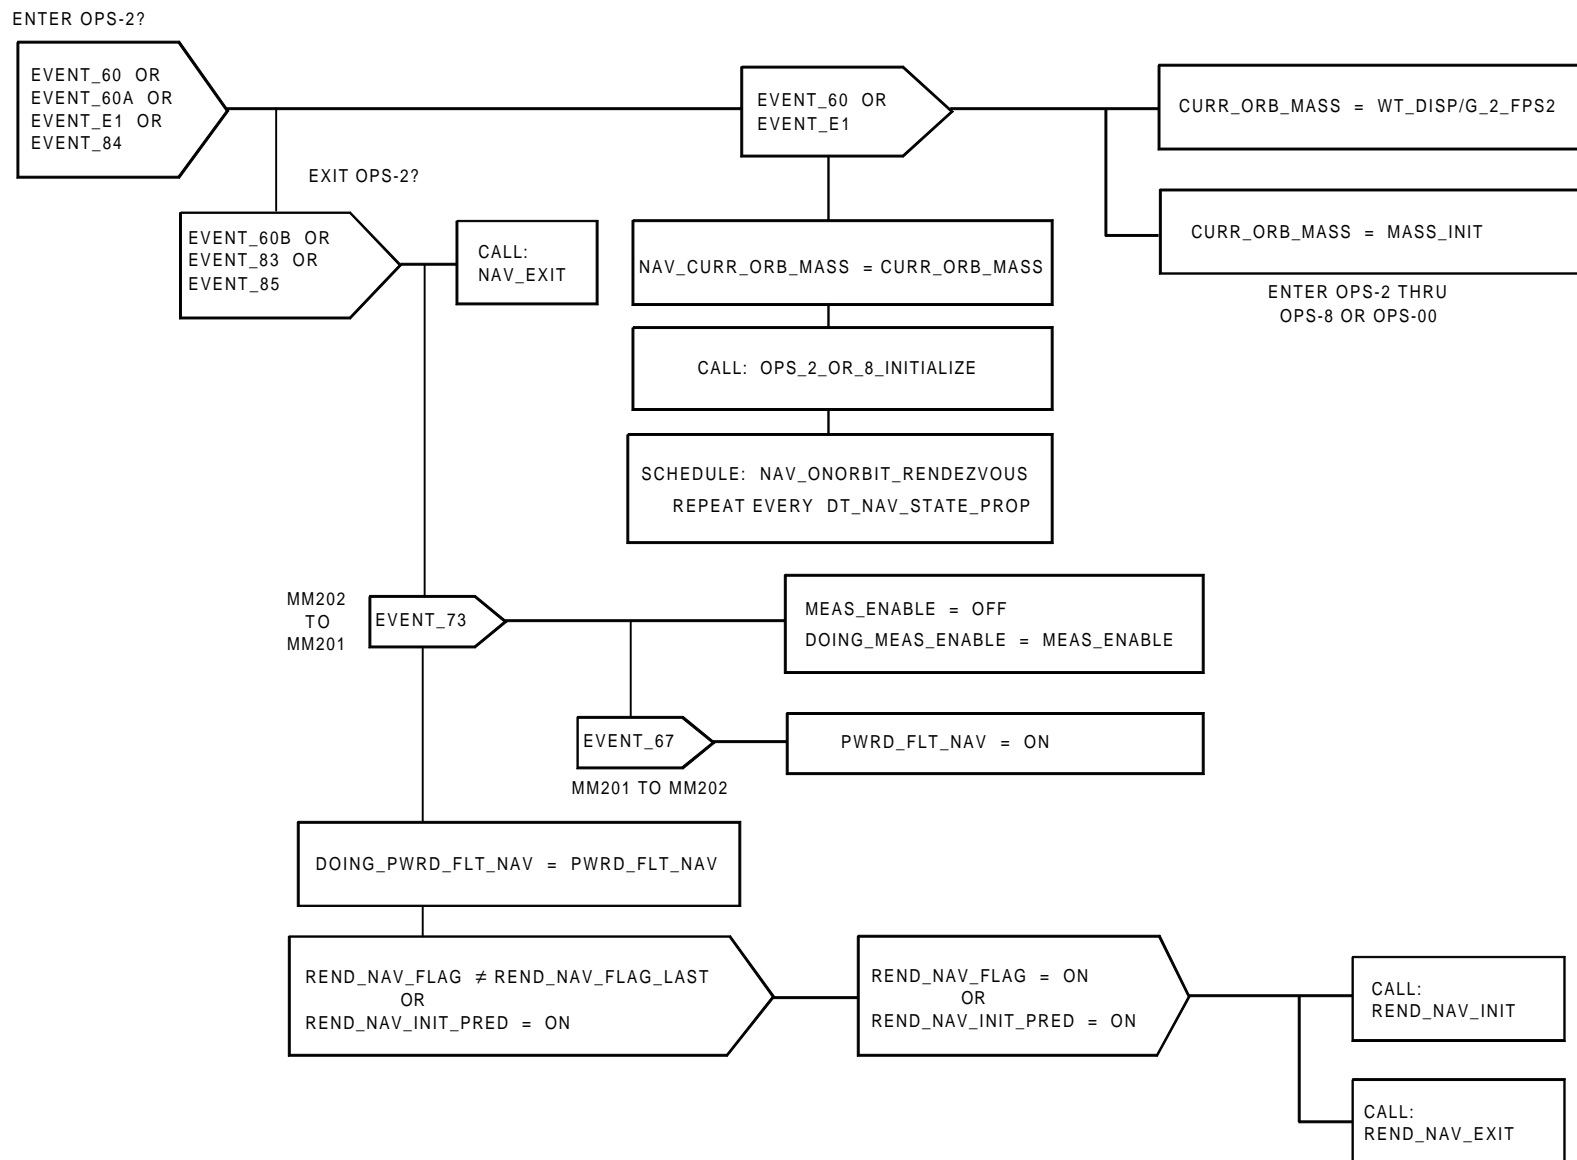 ENTER OPS-2?
EVENT_60 OR
EVENT_60A OR
EVENT_E1 OR
EVENT_84
EVENT_60 OR
EVENT_E1
CURR_ORB_MASS = WT_DISP/G_2_FPS2
CURR_ORB_MASS = MASS_INIT
ENTER OPS-2 THRU
OPS-8 OR OPS-00
EXIT OPS-2?
EVENT_60B OR
EVENT_83 OR
EVENT_85
CALL:
NAV_EXIT
NAV_CURR_ORB_MASS = CURR_ORB_MASS
CALL: OPS_2_OR_8_INITIALIZE
SCHEDULE: NAV_ONORBIT_RENDEZVOUS
REPEAT EVERY DT_NAV_STATE_PROP
MM202
TO
MM201
EVENT_73
MEAS_ENABLE = OFF
DOING_MEAS_ENABLE = MEAS_ENABLE
EVENT_67
MM201 TO MM202
PWRD_FLT_NAV = ON
DOING_PWRD_FLT_NAV = PWRD_FLT_NAV
REND_NAV_FLAG ≠ REND_NAV_FLAG_LAST
OR
REND_NAV_INIT_PRED = ON
REND_NAV_FLAG = ON
OR
REND_NAV_INIT_PRED = ON
CALL:
REND_NAV_INIT
CALL:
REND_NAV_EXIT